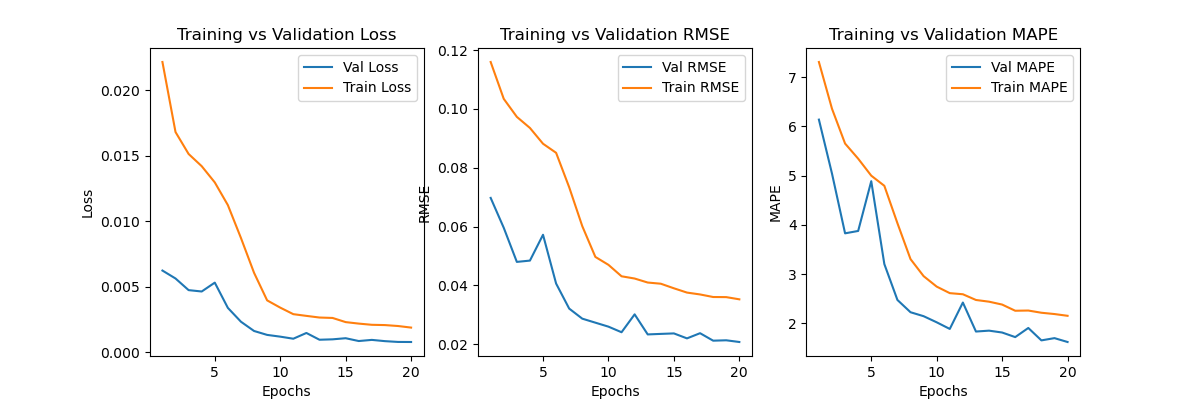 Training vs Validation Loss
Val Loss
Train Loss
0.020
0.015
0.010
0.005
0.000
Loss
5
10
15
20
Epochs
Training vs Validation RMSE
Val RMSE
Train RMSE
0.12
0.10
0.08
0.06
0.04
0.02
RMSE
5
10
15
20
Epochs
Training vs Validation MAPE
Val MAPE
Train MAPE
7
6
5
4
3
2
MAPE
5
10
15
20
Epochs